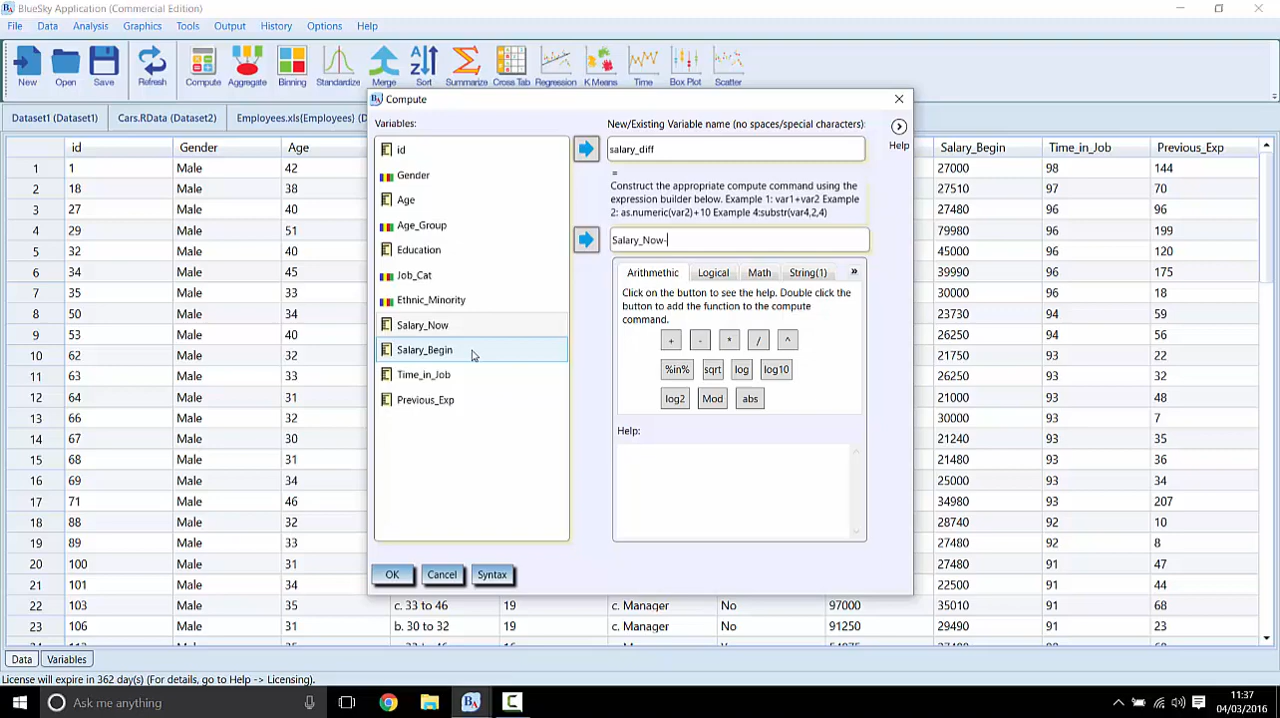 BlueSky Application (Commercial Edition)
File Data Analysis Graphics Tools Output History Options Help
New Open Save Refresh Compute Aggregate Binning Standardize Merge Sort Summarize Cross Tab Regression K Means Time Box Plot Scatter
Dataset1 (Dataset1) Cars.RData (Dataset2) Employees.xls{Employees} (D
Compute
Variables:
id
Gender
Age
Age_Group
Education
Job_Cat
Ethnic_Minority
Salary_Now
Salary_Begin
Time_in_Job
Previous_Exp
New/Existing Variable name (no spaces/special characters):
salary_diff
=
Construct the appropriate compute command using the
expression builder below. Example 1: var1+var2 Example
2: as.numeric(var2)+10 Example 4:substr(var4,2,4)
Salary_Now-
Arithmethic Logical Math String(1) »
Click on the button to see the help. Double click the
button to add the function to the compute
command.
+ - * / ^
%in% sqrt log log10
log2 Mod abs
Help:
Help
OK Cancel Syntax
id Gender Age Salary_Begin Time_in_Job Previous_Exp
1 1 Male 42 27000 98 144
2 18 Male 38 27510 97 70
3 27 Male 40 27480 96 96
4 29 Male 51 79980 96 199
5 32 Male 40 45000 96 120
6 34 Male 45 39990 96 175
7 35 Male 33 30000 96 18
8 50 Male 34 23730 94 59
9 53 Male 40 26250 94 56
10 62 Male 32 21750 93 22
11 63 Male 33 26250 93 32
12 64 Male 31 21000 93 48
13 66 Male 32 30000 93 7
14 67 Male 30 21240 93 35
15 68 Male 31 21480 93 36
16 69 Male 34 25000 93 34
17 71 Male 46 34980 93 207
18 88 Male 32 28740 92 10
19 89 Male 33 27480 92 8
20 100 Male 31 27480 91 47
21 101 Male 34 22500 91 44
22 103 Male 35 c. 33 to 46 19 c. Manager No 97000 35010 91 68
23 106 Male 31 b. 30 to 32 19 c. Manager No 91250 29490 91 23
Data Variables
License will expire in 362 day(s) (For details, go to Help -> Licensing).
Ask me anything
11:37
04/03/2016